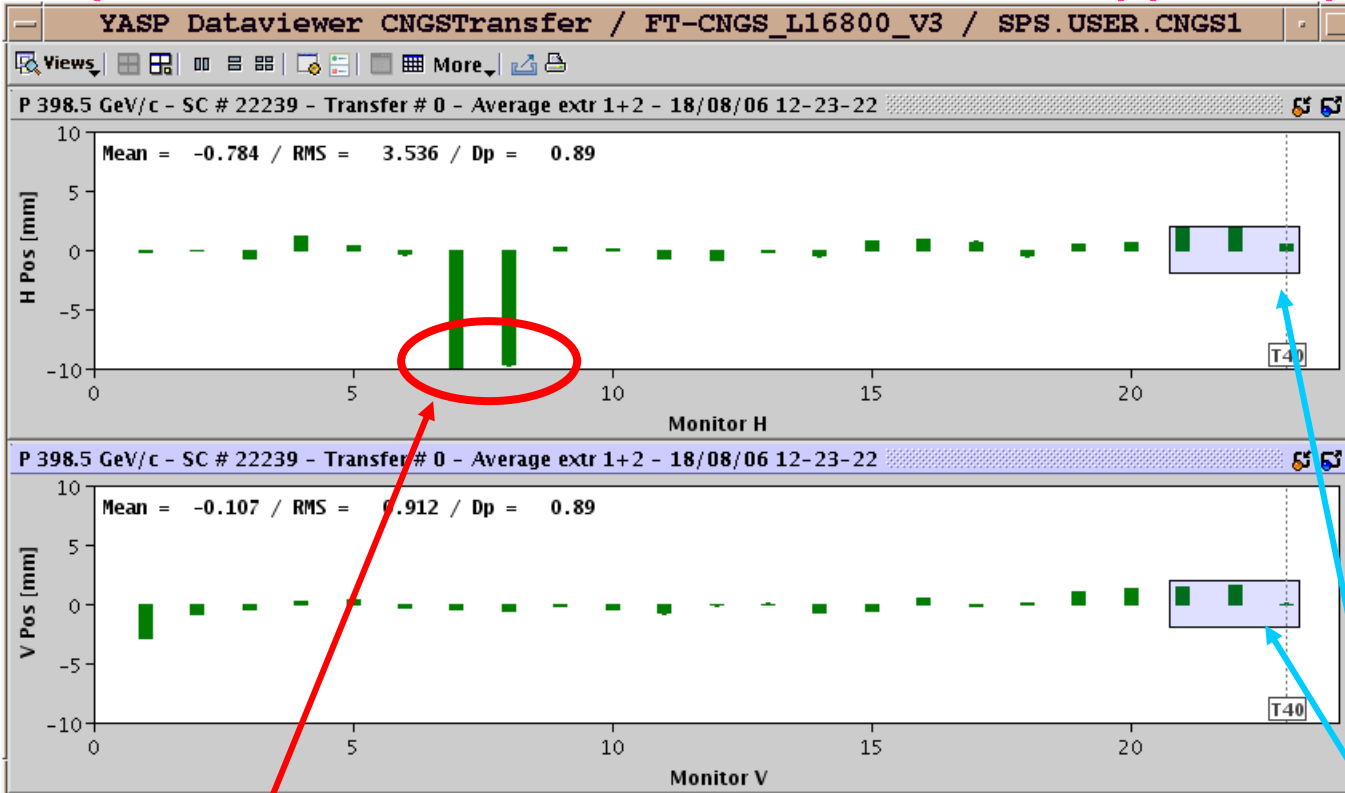 YASP Dataviewer CNGSTransfer / FT-CNGS_L16800_V3 / SPS.USER.CNGS1
Views More
P 398.5 GeV/c - SC # 22239 - Transfer # 0 - Average extr 1+2 - 18/08/06 12-23-22
Mean = -0.784 / RMS = 3.536 / Dp = 0.89
H Pos [mm]
10
5
0
-5
-10
T40
0 5 10 15 20
Monitor H
P 398.5 GeV/c - SC # 22239 - Transfer # 0 - Average extr 1+2 - 18/08/06 12-23-22
Mean = -0.107 / RMS = 0.912 / Dp = 0.89
V Pos [mm]
10
5
0
-5
-10
T40
0 5 10 15 20
Monitor V